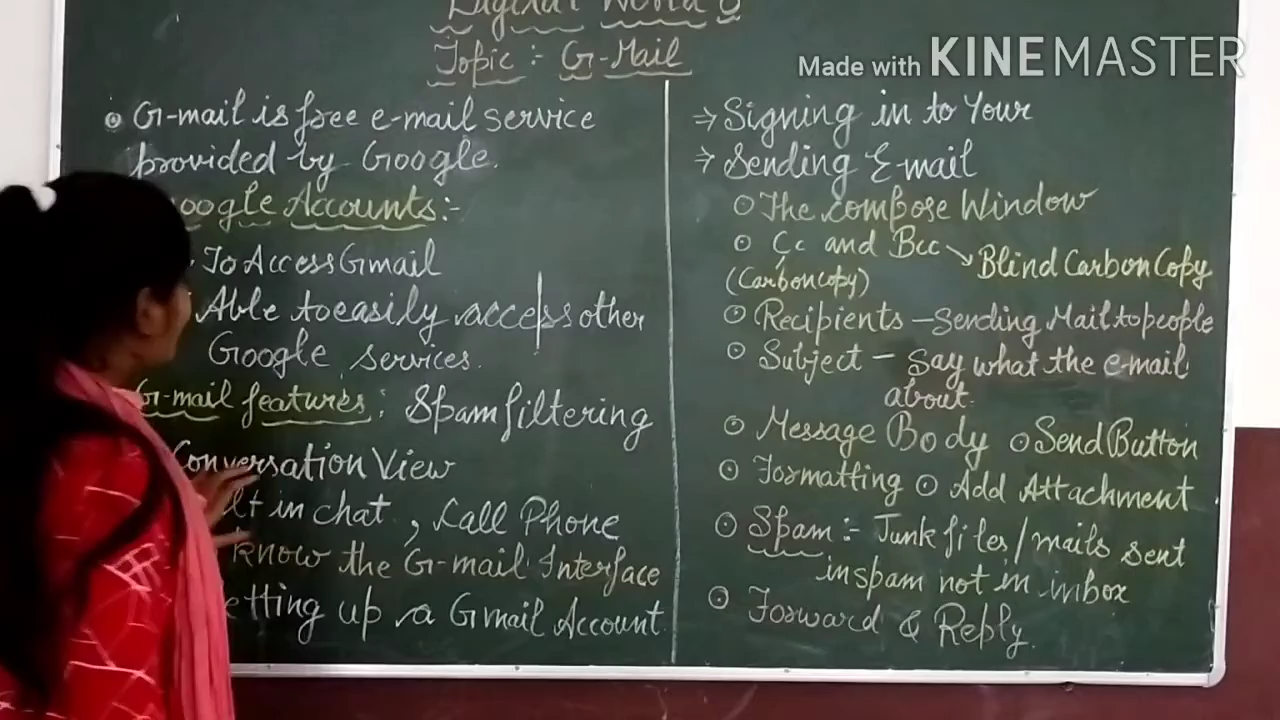 Digital World
Topic :- G-Mail
Made with KINEMASTER
G-mail is free e-mail service
provided by Google.
oogle Accounts:-
To Access Gmail
Able to easily access other
Google services.
G-mail features: Spam filtering
Conversation View
lt in chat, Call Phone
know the G-mail Interface
etting up a Gmail Account.
⇒ Signing in to Your
⇒ Sending E-mail
The compose Window
Cc and Bcc → Blind Carbon Copy
(Carbon copy)
Recipients – Sending Mail to people
Subject – Say what the e-mail
about.
Message Body ⊙ Send Button
Formatting ⊙ Add Attachment
Spam :- Junk files/mails sent
in spam not in inbox
Forward & Reply.